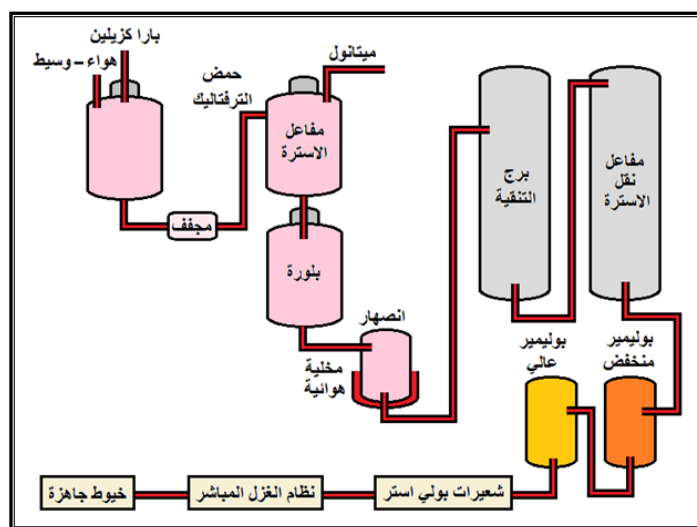 بارا كزيلين
هواء – وسيط
حمض
الترفتاليك
ميتانول
مفاعل
الاسترة
مجفف
بلورة
انصهار
مخلية
هوائية
برج
التنقية
مفاعل
نقل
الاسترة
بوليمير
منخفض
بوليمير
عالي
شعيرات بولي استر
نظام الغزل المباشر
خيوط جاهزة